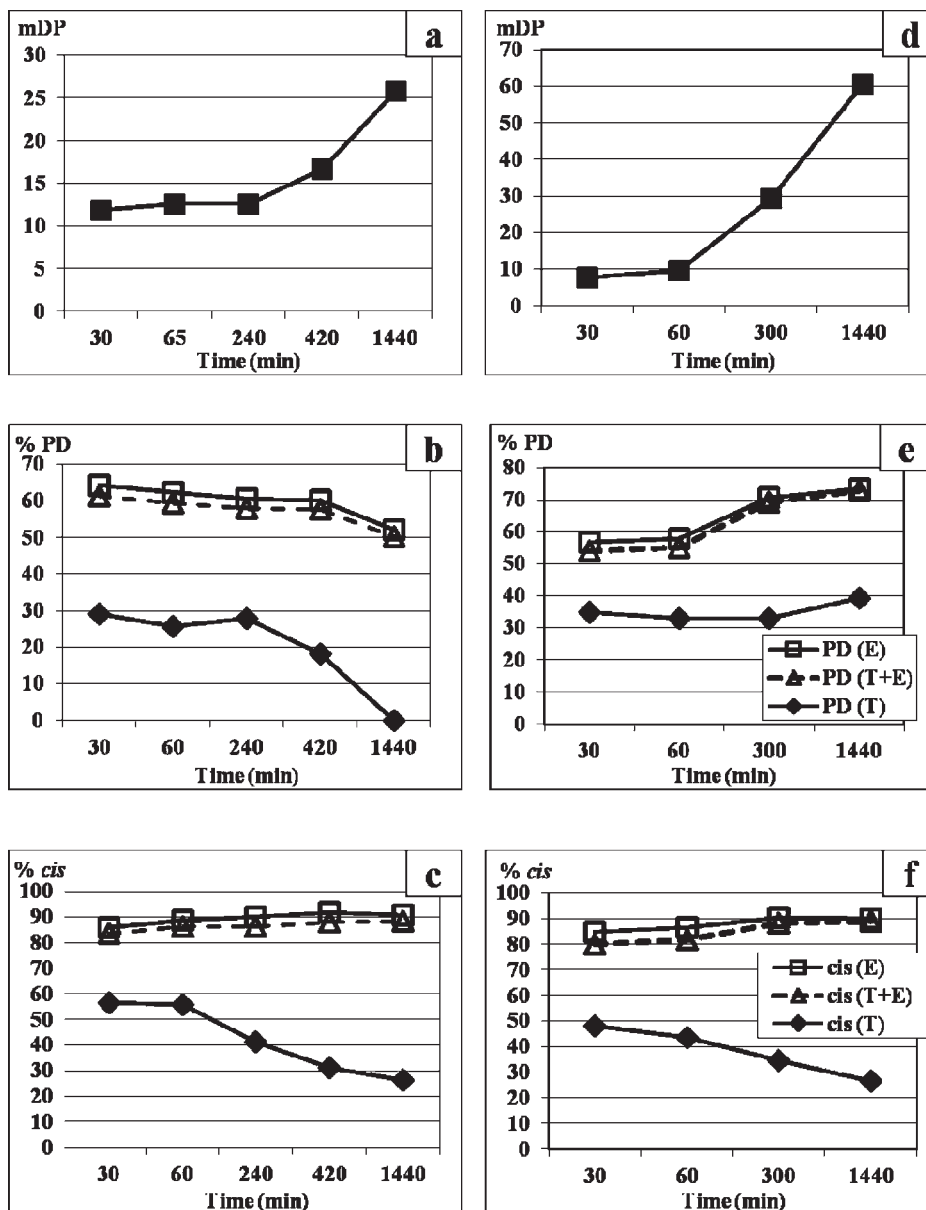 mDP
a
30
25
20
15
10
5
0
30 65 240 420 1440
Time (min)
mDP
d
70
60
50
40
30
20
10
0
30 60 300 1440
Time (min)
% PD
b
70
60
50
40
30
20
10
0
30 60 240 420 1440
Time (min)
% PD
e
80
70
60
50
40
30
20
10
0
PD (E)
PD (T+E)
PD (T)
30 60 300 1440
Time (min)
% cis
c
100
90
80
70
60
50
40
30
20
10
0
30 60 240 420 1440
Time (min)
% cis
f
100
90
80
70
60
50
40
30
20
10
0
cis (E)
cis (T+E)
cis (T)
30 60 300 1440
Time (min)